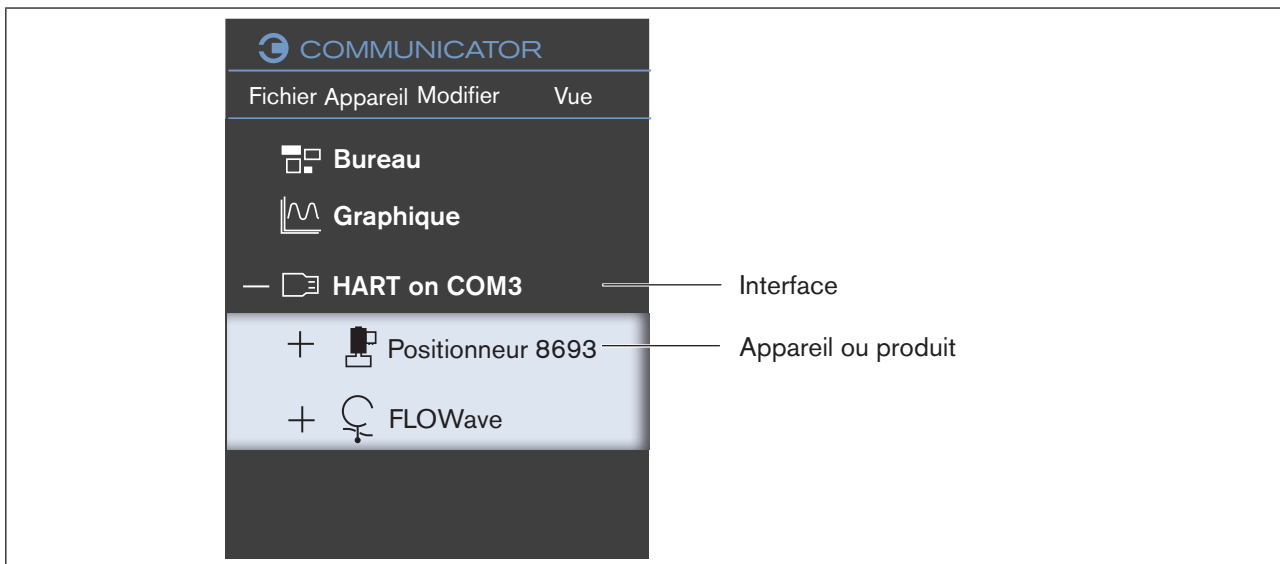 COMMUNICATOR
Fichier Appareil Modifier Vue
Bureau
Graphique
HART on COM3
Interface
Positionneur 8693
Appareil ou produit
FLOWave